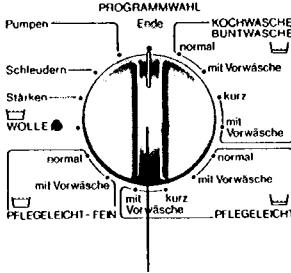 PROGRAMMWAHL
Pumpen
Ende
KOCHWÄSCHE
BUNTWÄSCHE
normal
Schleudern
mit Vorwäsche
Stärken
kurz
WOLLE
mit
Vorwäsche
normal
normal
mit Vorwäsche
mit Vorwäsche
mit
Vorwäsche
kurz
PFLEGELEICHT-FEIN
PFLEGELEICHT